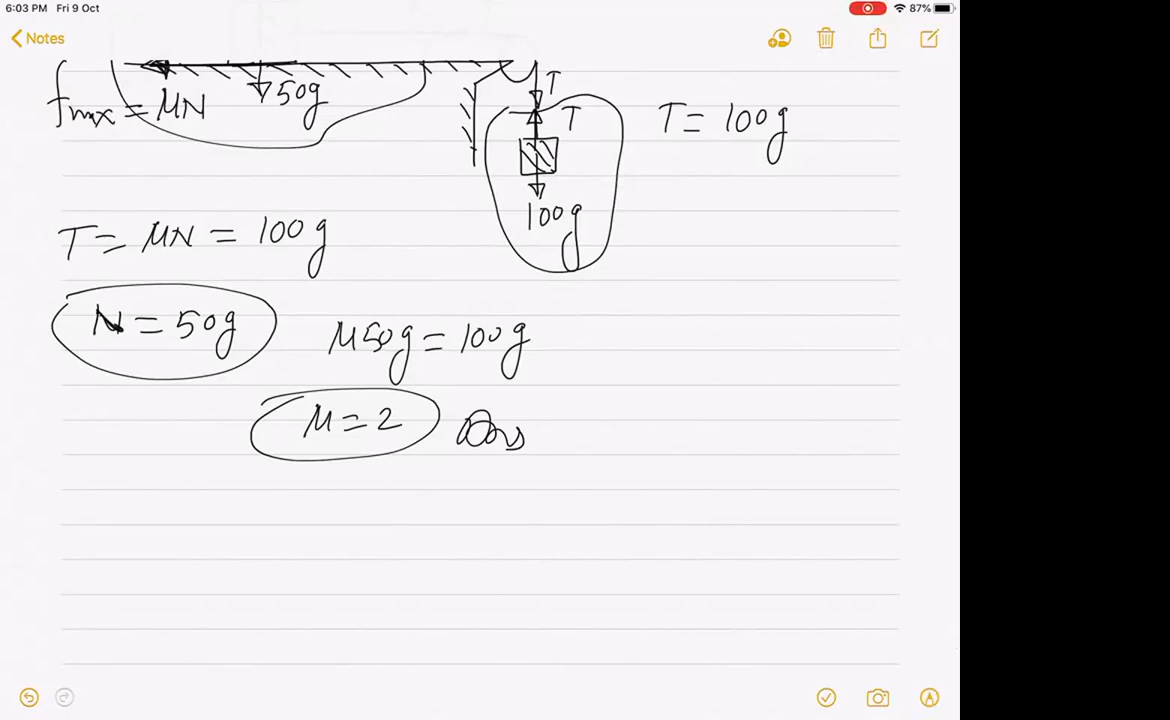 6:03 PM Fri 9 Oct
87%
Notes
50g
T
fmx = μN
T
T = 100g
100g
T = μN = 100g
N = 50g
μ50g = 100g
μ = 2 Ans